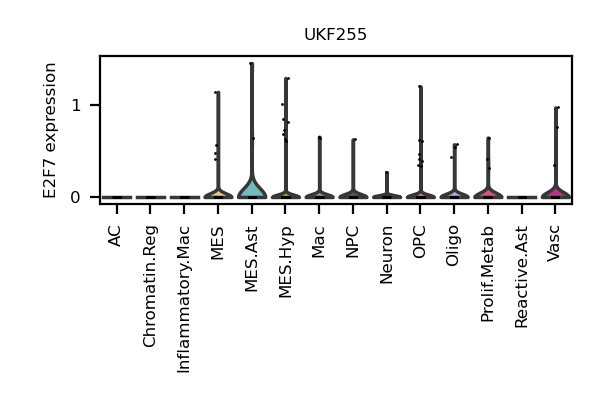 UKF255
E2F7 expression
1
0
AC
Chromatin.Reg
Inflammatory.Mac
MES
MES.Ast
MES.Hyp
Mac
NPC
Neuron
OPC
Oligo
Prolif.Metab
Reactive.Ast
Vasc